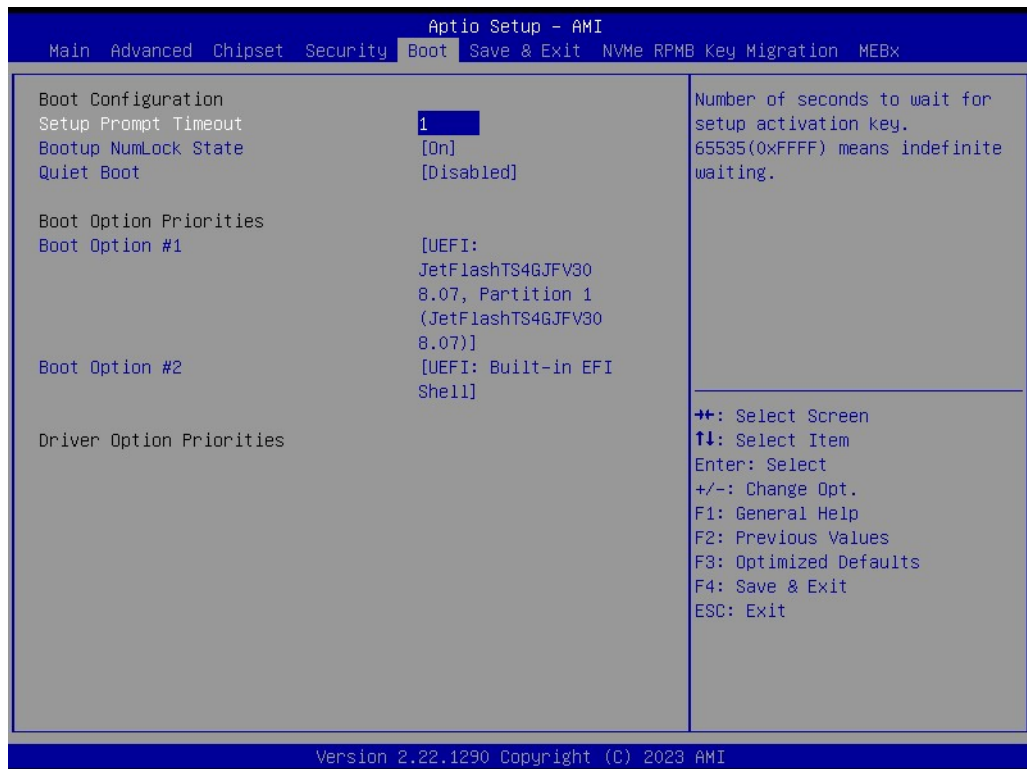 Aptio Setup - AMI
Main Advanced Chipset Security Boot Save & Exit NVMe RPMB Key Migration MEBx
Boot Configuration
Setup Prompt Timeout 1
Bootup NumLock State [On]
Quiet Boot [Disabled]
Boot Option Priorities
Boot Option #1 [UEFI:
JetFlashTS4GJFV30
8.07, Partition 1
(JetFlashTS4GJFV30
8.07)]
Boot Option #2 [UEFI: Built-in EFI
Shell]
Driver Option Priorities
Number of seconds to wait for
setup activation key.
65535(0xFFFF) means indefinite
waiting.
→←: Select Screen
↑↓: Select Item
Enter: Select
+/-: Change Opt.
F1: General Help
F2: Previous Values
F3: Optimized Defaults
F4: Save & Exit
ESC: Exit
Version 2.22.1290 Copyright (C) 2023 AMI